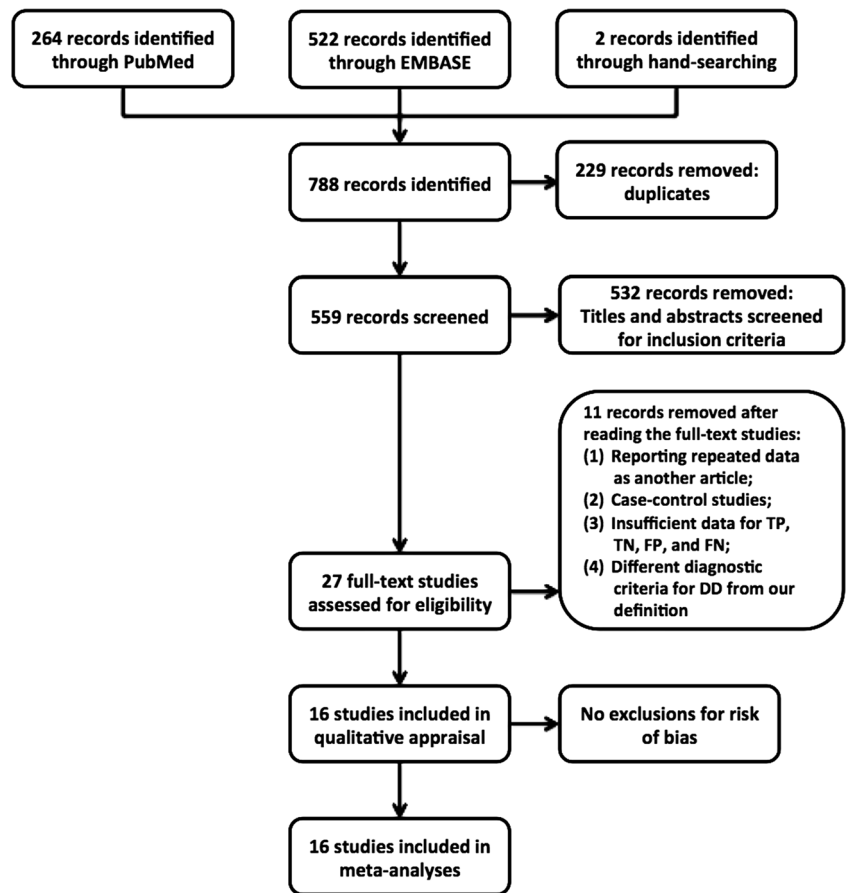 264 records identified
through PubMed
522 records identified
through EMBASE
2 records identified
through hand-searching
788 records identified
229 records removed:
duplicates
559 records screened
532 records removed:
Titles and abstracts screened
for inclusion criteria
11 records removed after
reading the full-text studies:
(1) Reporting repeated data
as another article;
(2) Case-control studies;
(3) Insufficient data for TP,
TN, FP, and FN;
(4) Different diagnostic
criteria for DD from our
definition
27 full-text studies
assessed for eligibility
16 studies included in
qualitative appraisal
No exclusions for risk
of bias
16 studies included in
meta-analyses